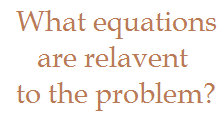 What equations
are relavent
to the problem?